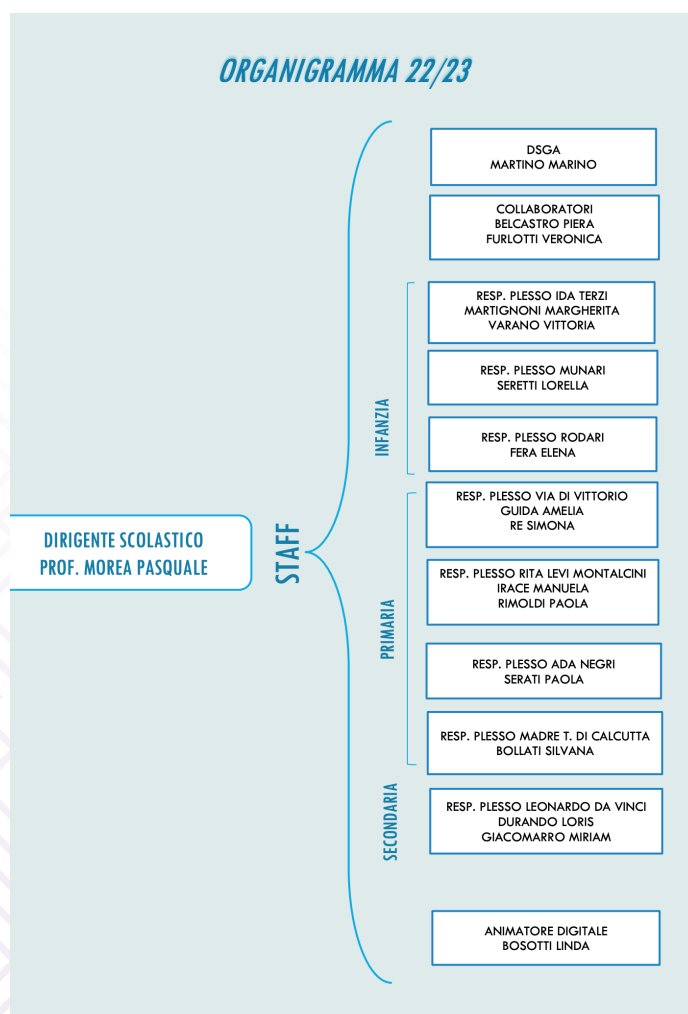 ORGANIGRAMMA 22/23
DIRIGENTE SCOLASTICO
PROF. MOREA PASQUALE
STAFF
DSGA
MARTINO MARINO
COLLABORATORI
BELCASTRO PIERA
FURLOTTI VERONICA
INFANZIA
RESP. PLESSO IDA TERZI
MARTIGNONI MARGHERITA
VARANO VITTORIA
RESP. PLESSO MUNARI
SERETTI LORELLA
RESP. PLESSO RODARI
FERA ELENA
PRIMARIA
RESP. PLESSO VIA DI VITTORIO
GUIDA AMELIA
RE SIMONA
RESP. PLESSO RITA LEVI MONTALCINI
IRACE MANUELA
RIMOLDI PAOLA
RESP. PLESSO ADA NEGRI
SERATI PAOLA
RESP. PLESSO MADRE T. DI CALCUTTA
BOLLATI SILVANA
SECONDARIA
RESP. PLESSO LEONARDO DA VINCI
DURANDO LORIS
GIACOMARRO MIRIAM
ANIMATORE DIGITALE
BOSOTTI LINDA